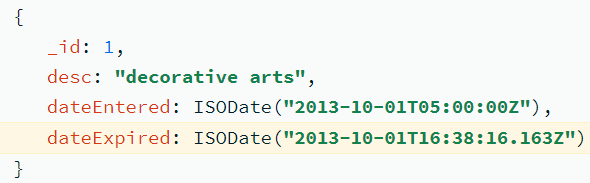 {
_id: 1,
desc: "decorative arts",
dateEntered: ISODate("2013-10-01T05:00:00Z"),
dateExpired: ISODate("2013-10-01T16:38:16.163Z")
}